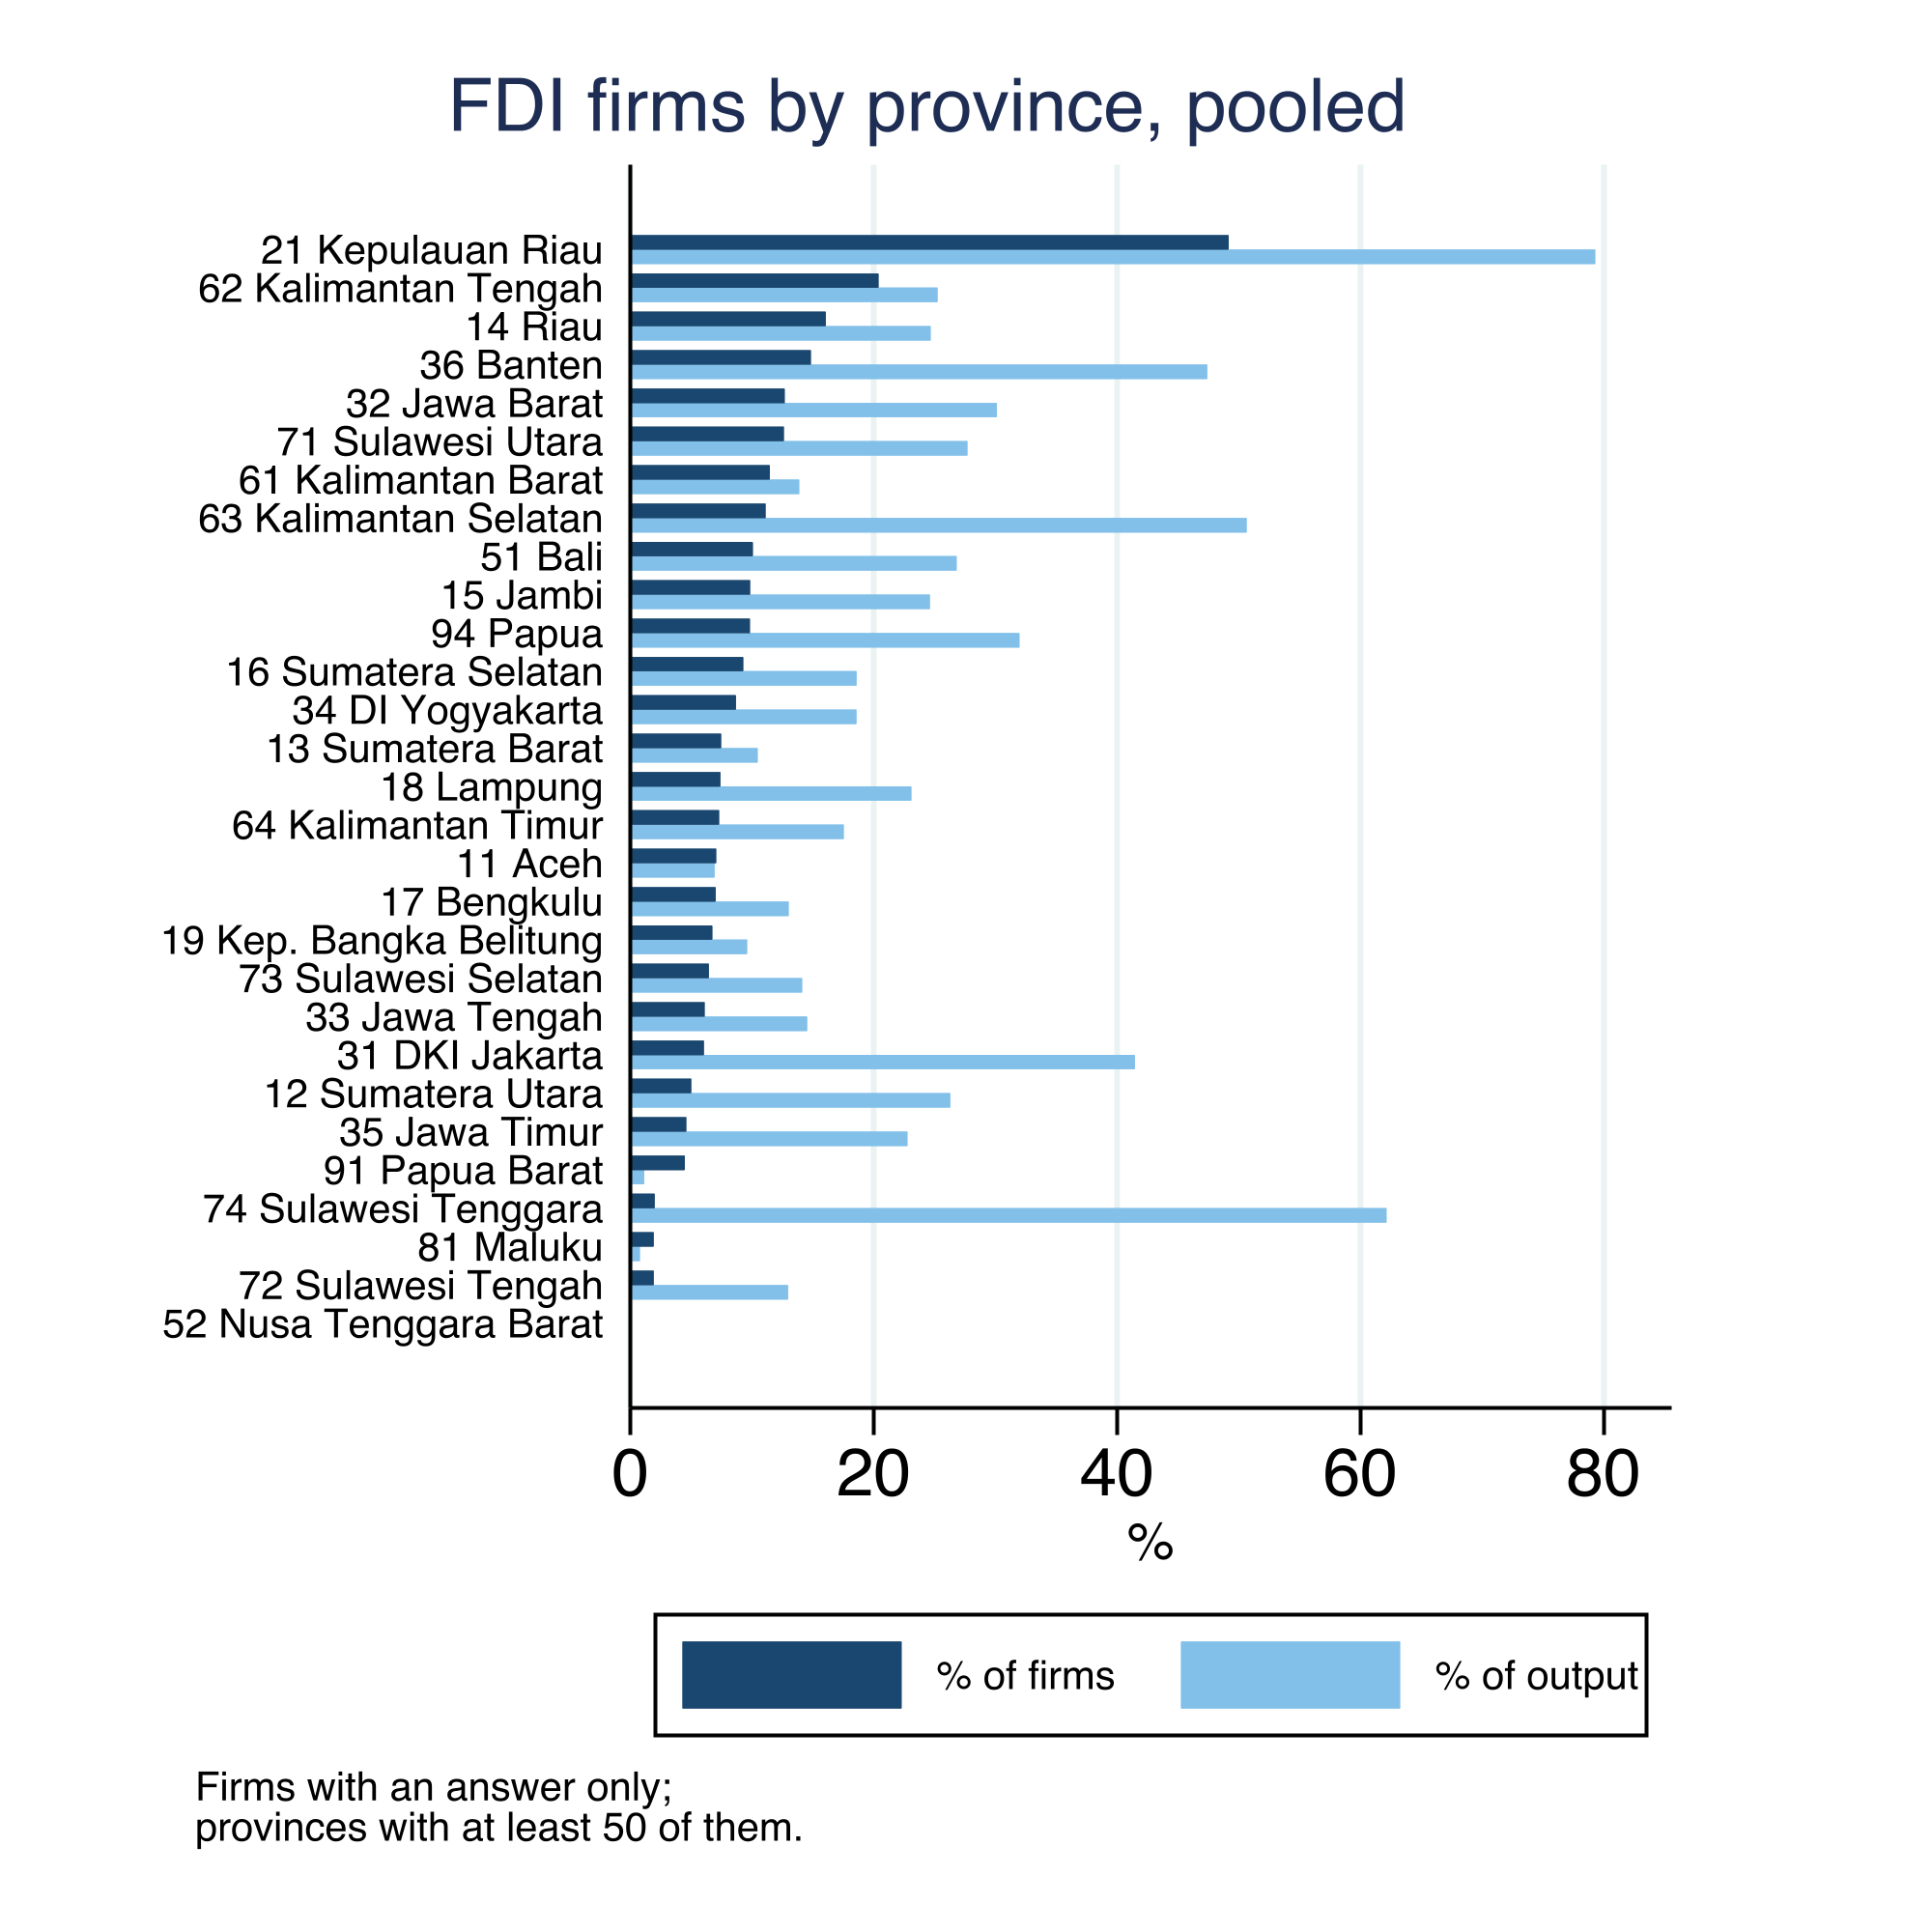 FDI firms by province, pooled
21 Kepulauan Riau
62 Kalimantan Tengah
14 Riau
36 Banten
32 Jawa Barat
71 Sulawesi Utara
61 Kalimantan Barat
63 Kalimantan Selatan
51 Bali
15 Jambi
94 Papua
16 Sumatera Selatan
34 DI Yogyakarta
13 Sumatera Barat
18 Lampung
64 Kalimantan Timur
11 Aceh
17 Bengkulu
19 Kep. Bangka Belitung
73 Sulawesi Selatan
33 Jawa Tengah
31 DKI Jakarta
12 Sumatera Utara
35 Jawa Timur
91 Papua Barat
74 Sulawesi Tenggara
81 Maluku
72 Sulawesi Tengah
52 Nusa Tenggara Barat
0 20 40 60 80
%
% of firms % of output
Firms with an answer only;
provinces with at least 50 of them.